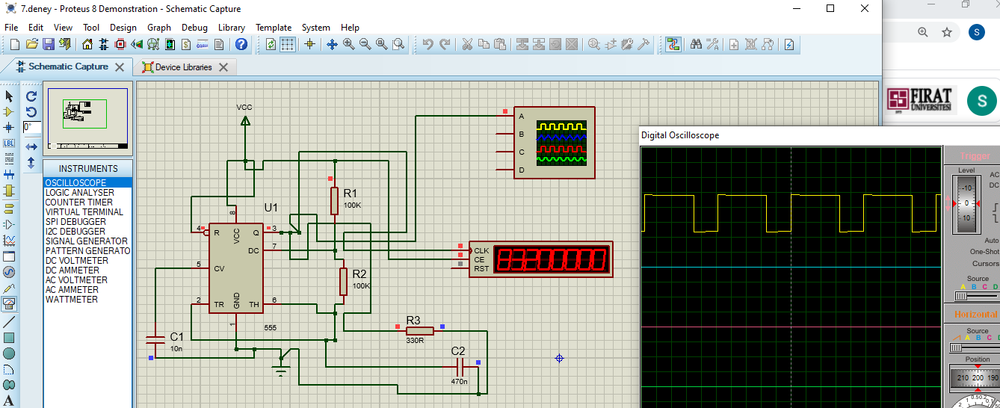 7.deney - Proteus 8 Demonstration - Schematic Capture
File Edit View Tool Design Graph Debug Library Template System Help
Schematic Capture
Device Libraries
S
FIRAT
ÜNİVERSİTESİ
S
0°
LBL
INSTRUMENTS
OSCILLOSCOPE
LOGIC ANALYSER
COUNTER TIMER
VIRTUAL TERMINAL
SPI DEBUGGER
I2C DEBUGGER
SIGNAL GENERATOR
PATTERN GENERATO
DC VOLTMETER
DC AMMETER
AC VOLTMETER
AC AMMETER
WATTMETER
A
VCC
U1
8
4
R
VCC
Q
3
DC
7
5
CV
2
TR
GND
TH
6
1
555
C1
10n
R1
100K
R2
100K
R3
330R
C2
470n
A
B
C
D
CLK
CE
RST
Digital Oscilloscope
Trigger
Level
AC
DC
-10
0
10
Auto
One-Shot
Cursors
Source
A B C D
Horizontal
Source
A B C D
Position
210 200 190